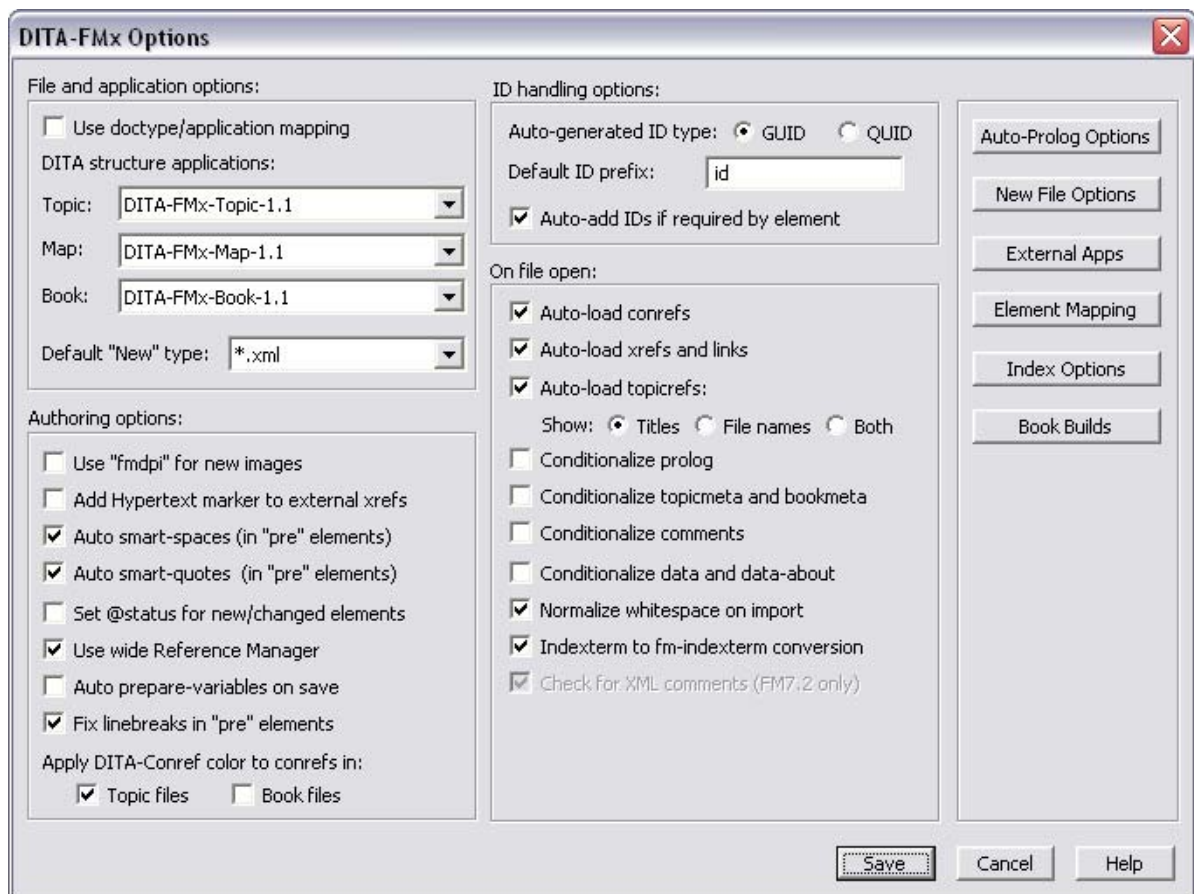 DITA-FMx Options
File and application options:
Use doctype/application mapping
DITA structure applications:
Topic: DITA-FMx-Topic-1.1
Map: DITA-FMx-Map-1.1
Book: DITA-FMx-Book-1.1
Default "New" type: *.xml
Authoring options:
Use "fmdpi" for new images
Add Hypertext marker to external xrefs
Auto smart-spaces (in "pre" elements)
Auto smart-quotes (in "pre" elements)
Set @status for new/changed elements
Use wide Reference Manager
Auto prepare-variables on save
Fix linebreaks in "pre" elements
Apply DITA-Conref color to conrefs in:
Topic files Book files
ID handling options:
Auto-generated ID type: GUID QUID
Default ID prefix: id
Auto-add IDs if required by element
On file open:
Auto-load conrefs
Auto-load xrefs and links
Auto-load topicrefs:
Show: Titles File names Both
Conditionalize prolog
Conditionalize topicmeta and bookmeta
Conditionalize comments
Conditionalize data and data-about
Normalize whitespace on import
Indexterm to fm-indexterm conversion
Check for XML comments (FM7.2 only)
Auto-Prolog Options
New File Options
External Apps
Element Mapping
Index Options
Book Builds
Save Cancel Help